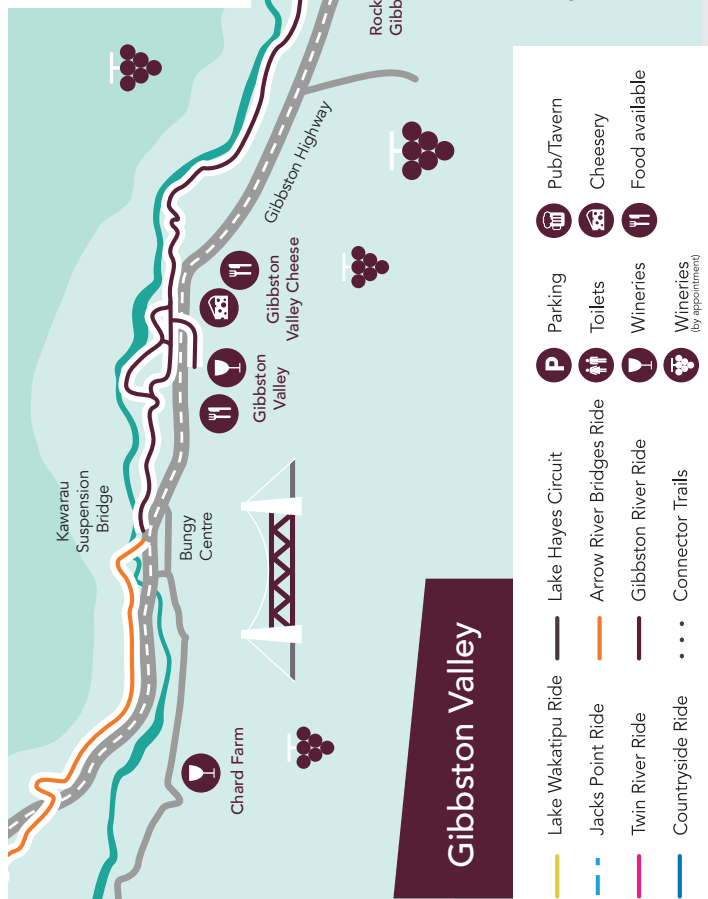 Rock
Gibb
Gibbston Highway
Gibbston
Valley Cheese
Gibbston
Valley
Kawarau
Suspension
Bridge
Bungy
Centre
Chard Farm
Gibbston Valley
Lake Wakatipu Ride
Jacks Point Ride
Twin River Ride
Countryside Ride
Lake Hayes Circuit
Arrow River Bridges Ride
Gibbston River Ride
Connector Trails
P Parking
Toilets
Wineries
Wineries
(by appointment)
Pub/Tavern
Cheesery
Food available